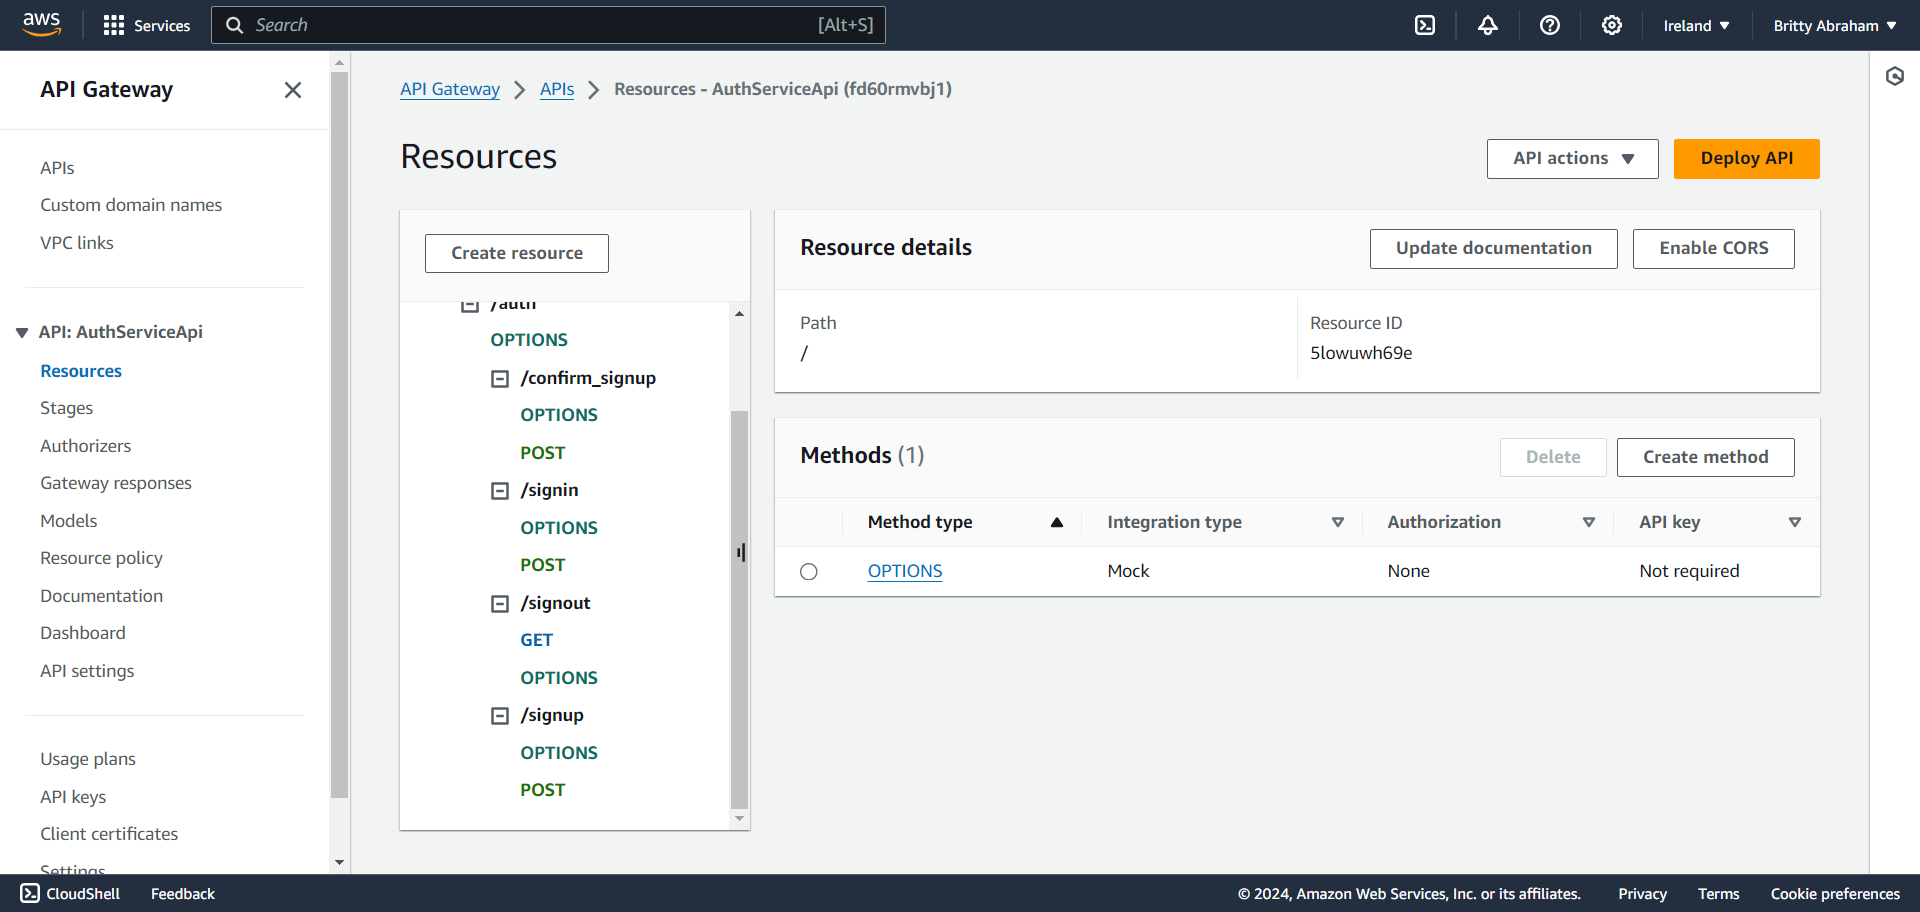 aws
Services
Search
[Alt+S]
Ireland
Britty Abraham
API Gateway
APIs
Custom domain names
VPC links
API: AuthServiceApi
Resources
Stages
Authorizers
Gateway responses
Models
Resource policy
Documentation
Dashboard
API settings
Usage plans
API keys
Client certificates
Settings
API Gateway
APIs
Resources - AuthServiceApi (fd60rmvbj1)
Resources
API actions
Deploy API
Create resource
/auth
OPTIONS
/confirm_signup
OPTIONS
POST
/signin
OPTIONS
POST
/signout
GET
OPTIONS
/signup
OPTIONS
POST
Resource details
Update documentation
Enable CORS
Path
/
Resource ID
5lowuwh69e
Methods (1)
Delete
Create method
Method type
Integration type
Authorization
API key
OPTIONS
Mock
None
Not required
CloudShell
Feedback
© 2024, Amazon Web Services, Inc. or its affiliates.
Privacy
Terms
Cookie preferences